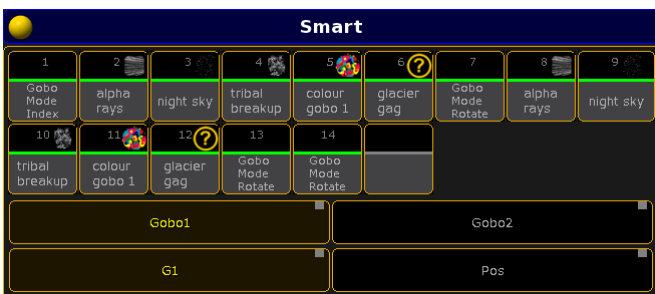 Smart
1 2 3 4 5 6 ? 7 8 9
Gobo Mode Index alpha rays night sky tribal breakup colour gobo 1 glacier gag Gobo Mode Rotate alpha rays night sky
10 11 12 ? 13 14
tribal breakup colour gobo 1 glacier gag Gobo Mode Rotate Gobo Mode Rotate
Gobo1 Gobo2
G1 Pos